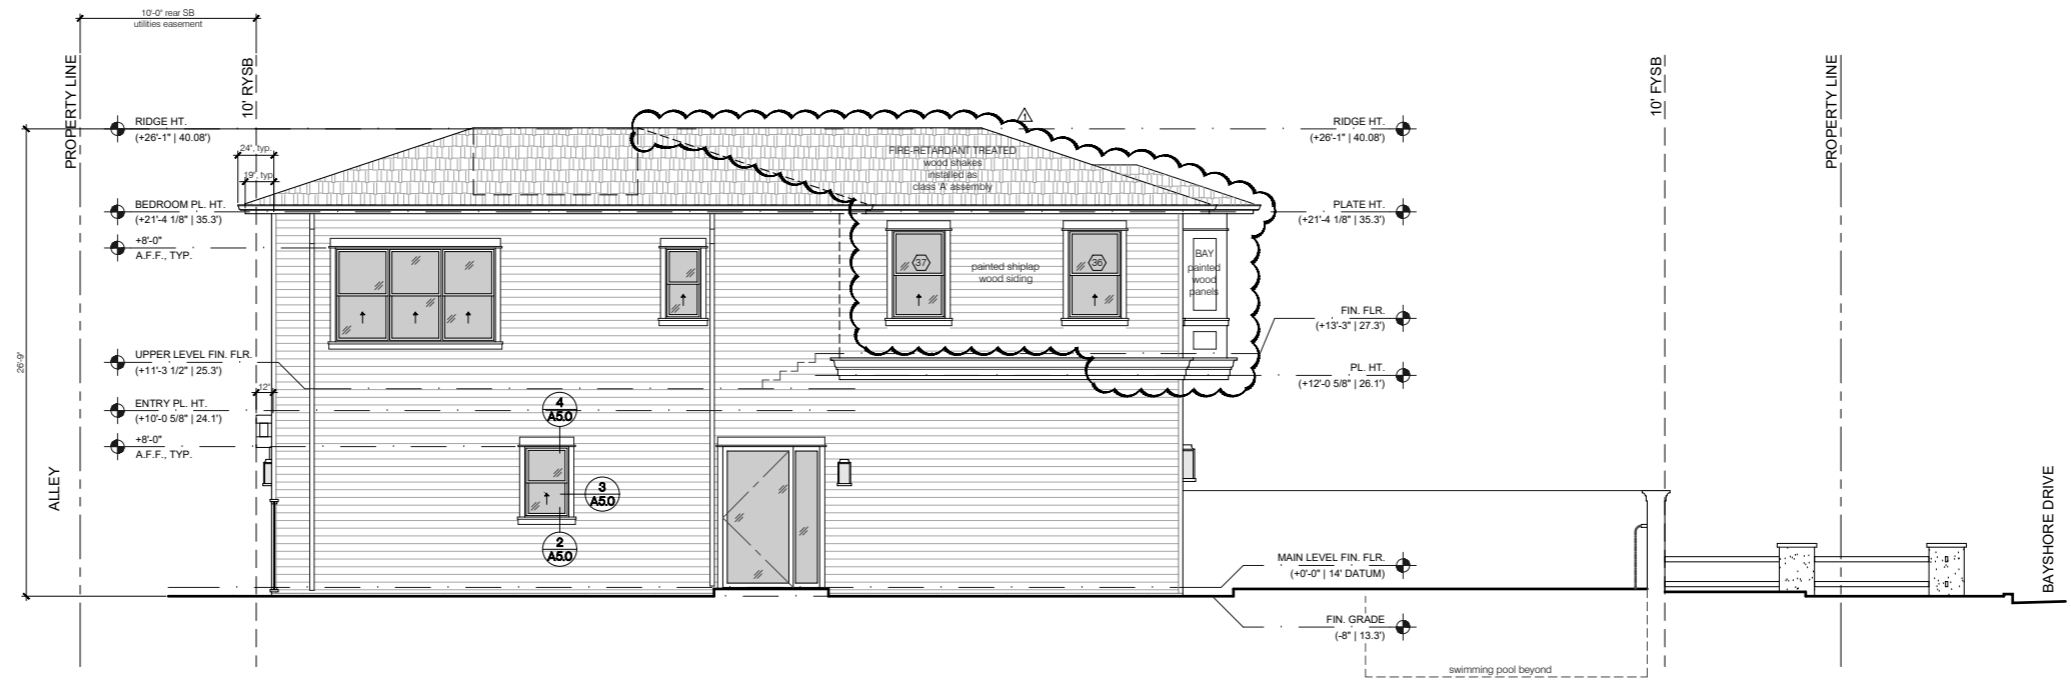 10'-0" rear SB
utilities easement
PROPERTY LINE
10' RYSB
RIDGE HT.
(+26'-1" | 40.08')
24", typ.
19", typ
BEDROOM PL. HT.
(+21'-4 1/8" | 35.3')
+8'-0"
A.F.F., TYP.
26'-9"
UPPER LEVEL FIN. FLR.
(+11'-3 1/2" | 25.3')
12"
ENTRY PL. HT.
(+10'-0 5/8" | 24.1')
+8'-0"
A.F.F., TYP.
ALLEY
1
FIRE-RETARDANT TREATED
wood shakes
installed as
class 'A' assembly
37
painted shiplap
wood siding
36
BAY
painted
wood
panels
4
A5.0
3
A5.0
2
A5.0
RIDGE HT.
(+26'-1" | 40.08')
PLATE HT.
(+21'-4 1/8" | 35.3')
FIN. FLR.
(+13'-3" | 27.3')
PL. HT.
(+12'-0 5/8" | 26.1')
MAIN LEVEL FIN. FLR.
(+0'-0" | 14' DATUM)
FIN. GRADE
(-8" | 13.3')
swimming pool beyond
10' FYSB
PROPERTY LINE
BAYSHORE DRIVE